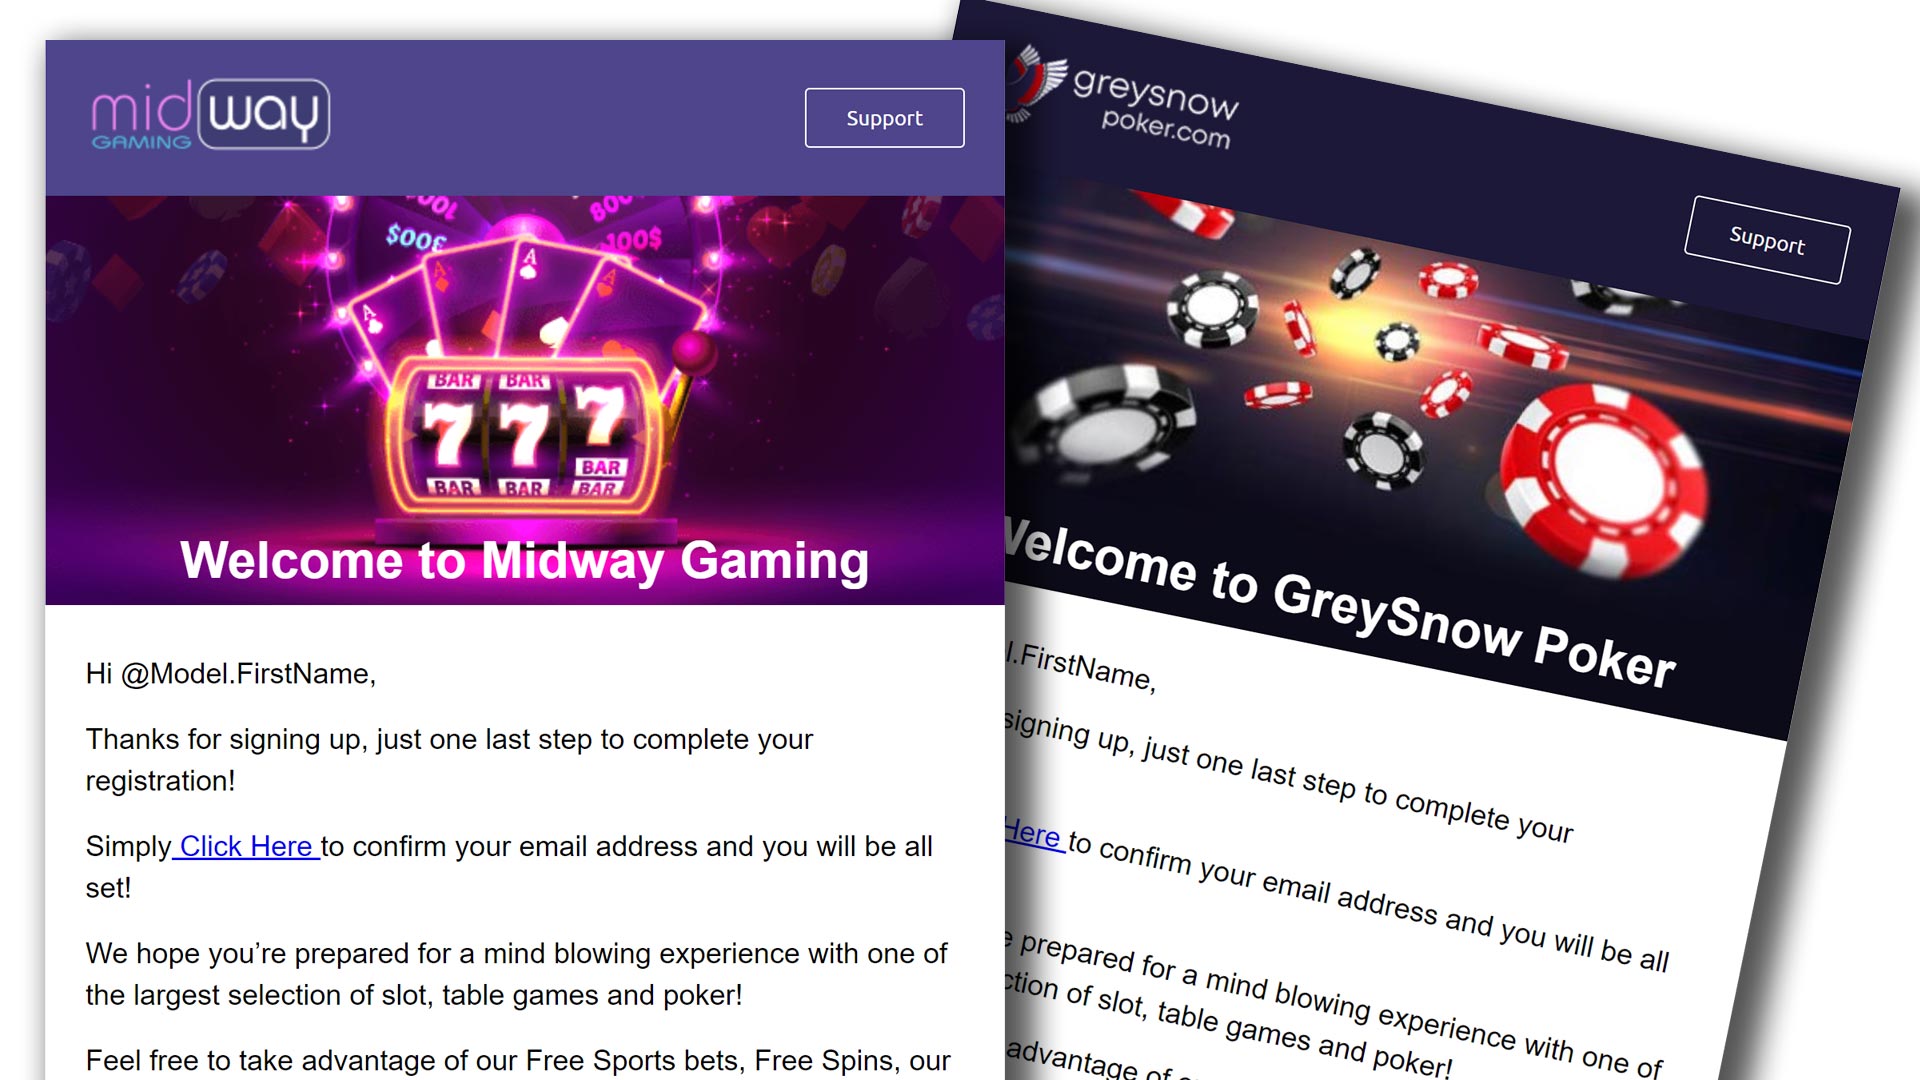 mid way
GAMING
Support
$00£
100$
A
A
A
A
BAR BAR
7 7 7
BAR
BAR BAR BAR
Welcome to Midway Gaming
Hi @Model.FirstName,
Thanks for signing up, just one last step to complete your
registration!
Simply Click Here to confirm your email address and you will be all
set!
We hope you’re prepared for a mind blowing experience with one of
the largest selection of slot, table games and poker!
Feel free to take advantage of our Free Sports bets, Free Spins, our
greysnow
poker.com
Support
Welcome to GreySnow Poker
l.FirstName,
signing up, just one last step to complete your
Here to confirm your email address and you will be all
e prepared for a mind blowing experience with one of
ction of slot, table games and poker!
advantage of